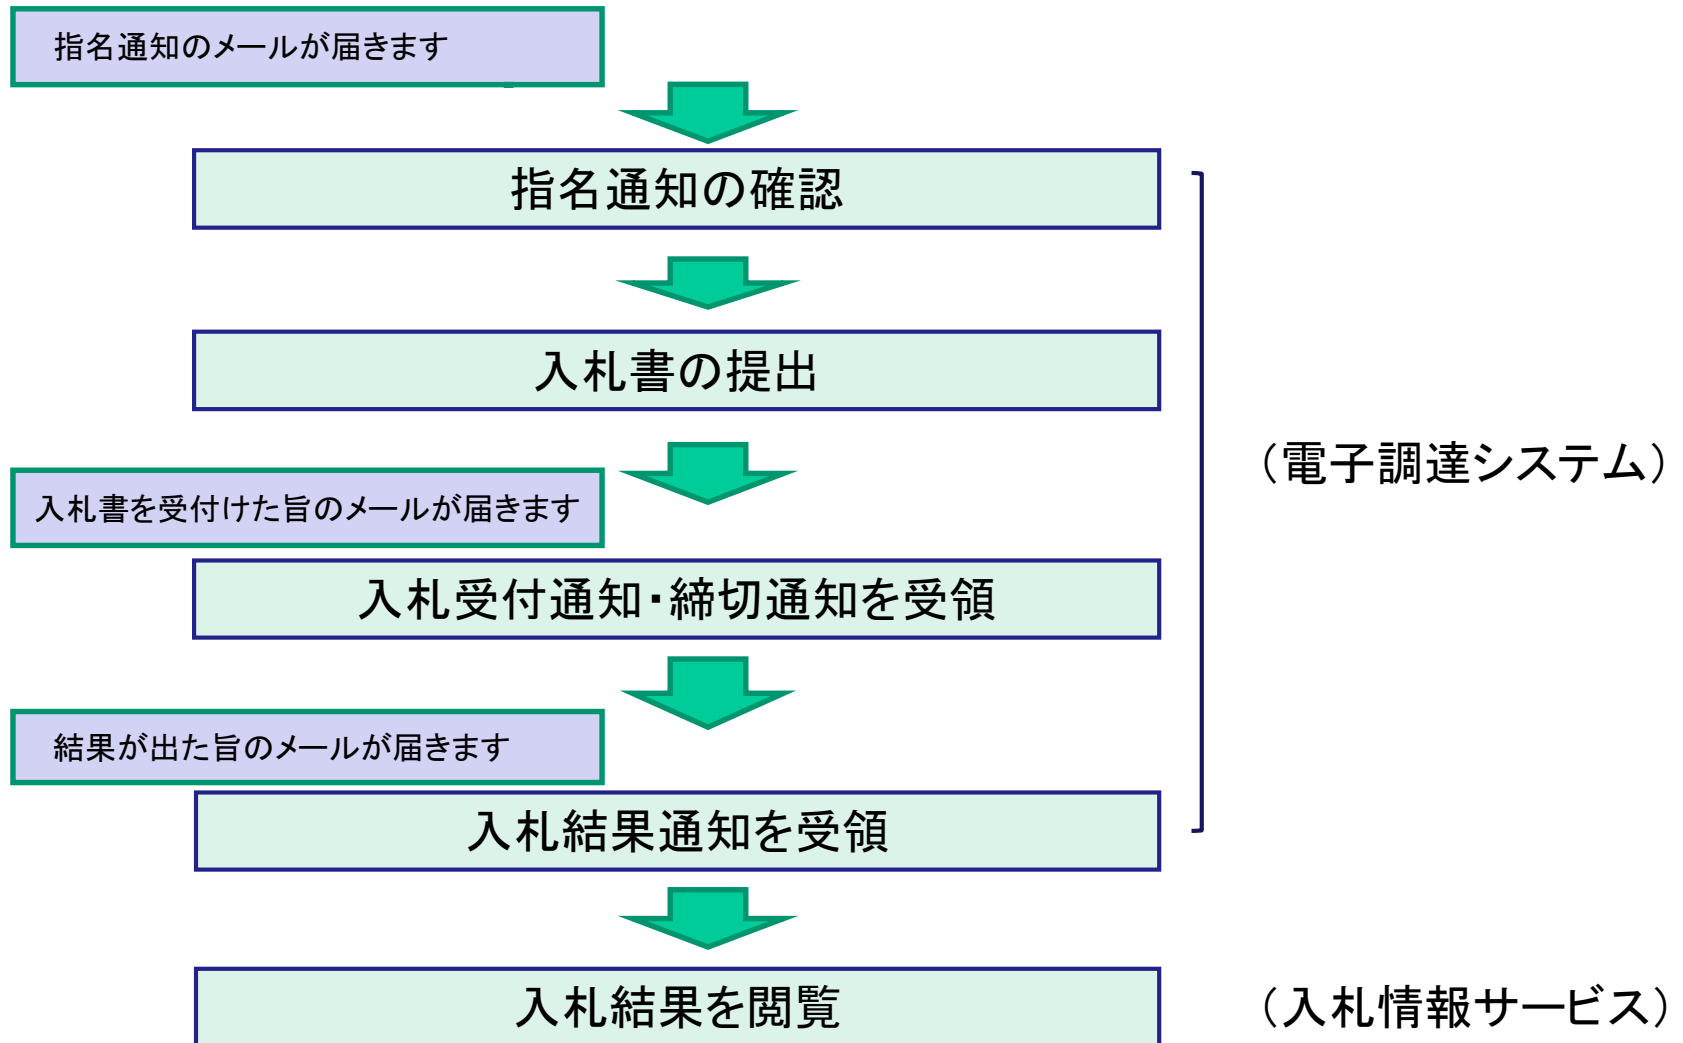 指名通知のメールが届きます
指名通知の確認
入札書の提出
（電子調達システム）
入札書を受付けた旨のメールが届きます
入札受付通知・締切通知を受領
結果が出た旨のメールが届きます
入札結果通知を受領
入札結果を閲覧
（入札情報サービス）